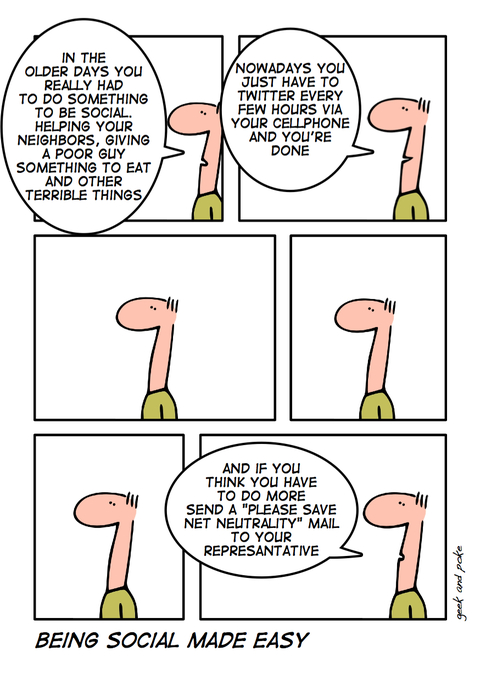 IN THE
OLDER DAYS YOU
REALLY HAD
TO DO SOMETHING
TO BE SOCIAL.
HELPING YOUR
NEIGHBORS, GIVING
A POOR GUY
SOMETHING TO EAT
AND OTHER
TERRIBLE THINGS
NOWADAYS YOU
JUST HAVE TO
TWITTER EVERY
FEW HOURS VIA
YOUR CELLPHONE
AND YOU'RE
DONE
AND IF YOU
THINK YOU HAVE
TO DO MORE
SEND A "PLEASE SAVE
NET NEUTRALITY" MAIL
TO YOUR
REPRESANTATIVE
geek and poke
BEING SOCIAL MADE EASY